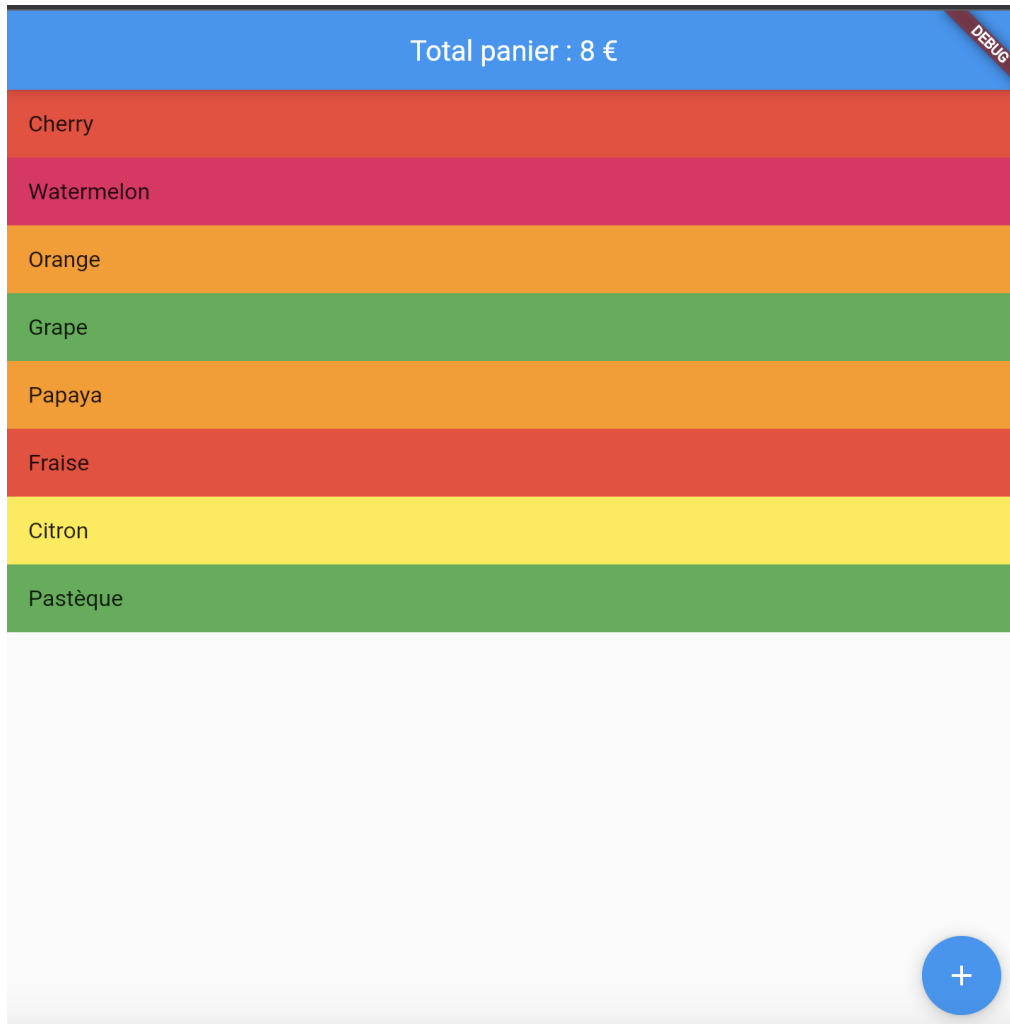 Total panier : 8 €
DEBUG
Cherry
Watermelon
Orange
Grape
Papaya
Fraise
Citron
Pastèque
+